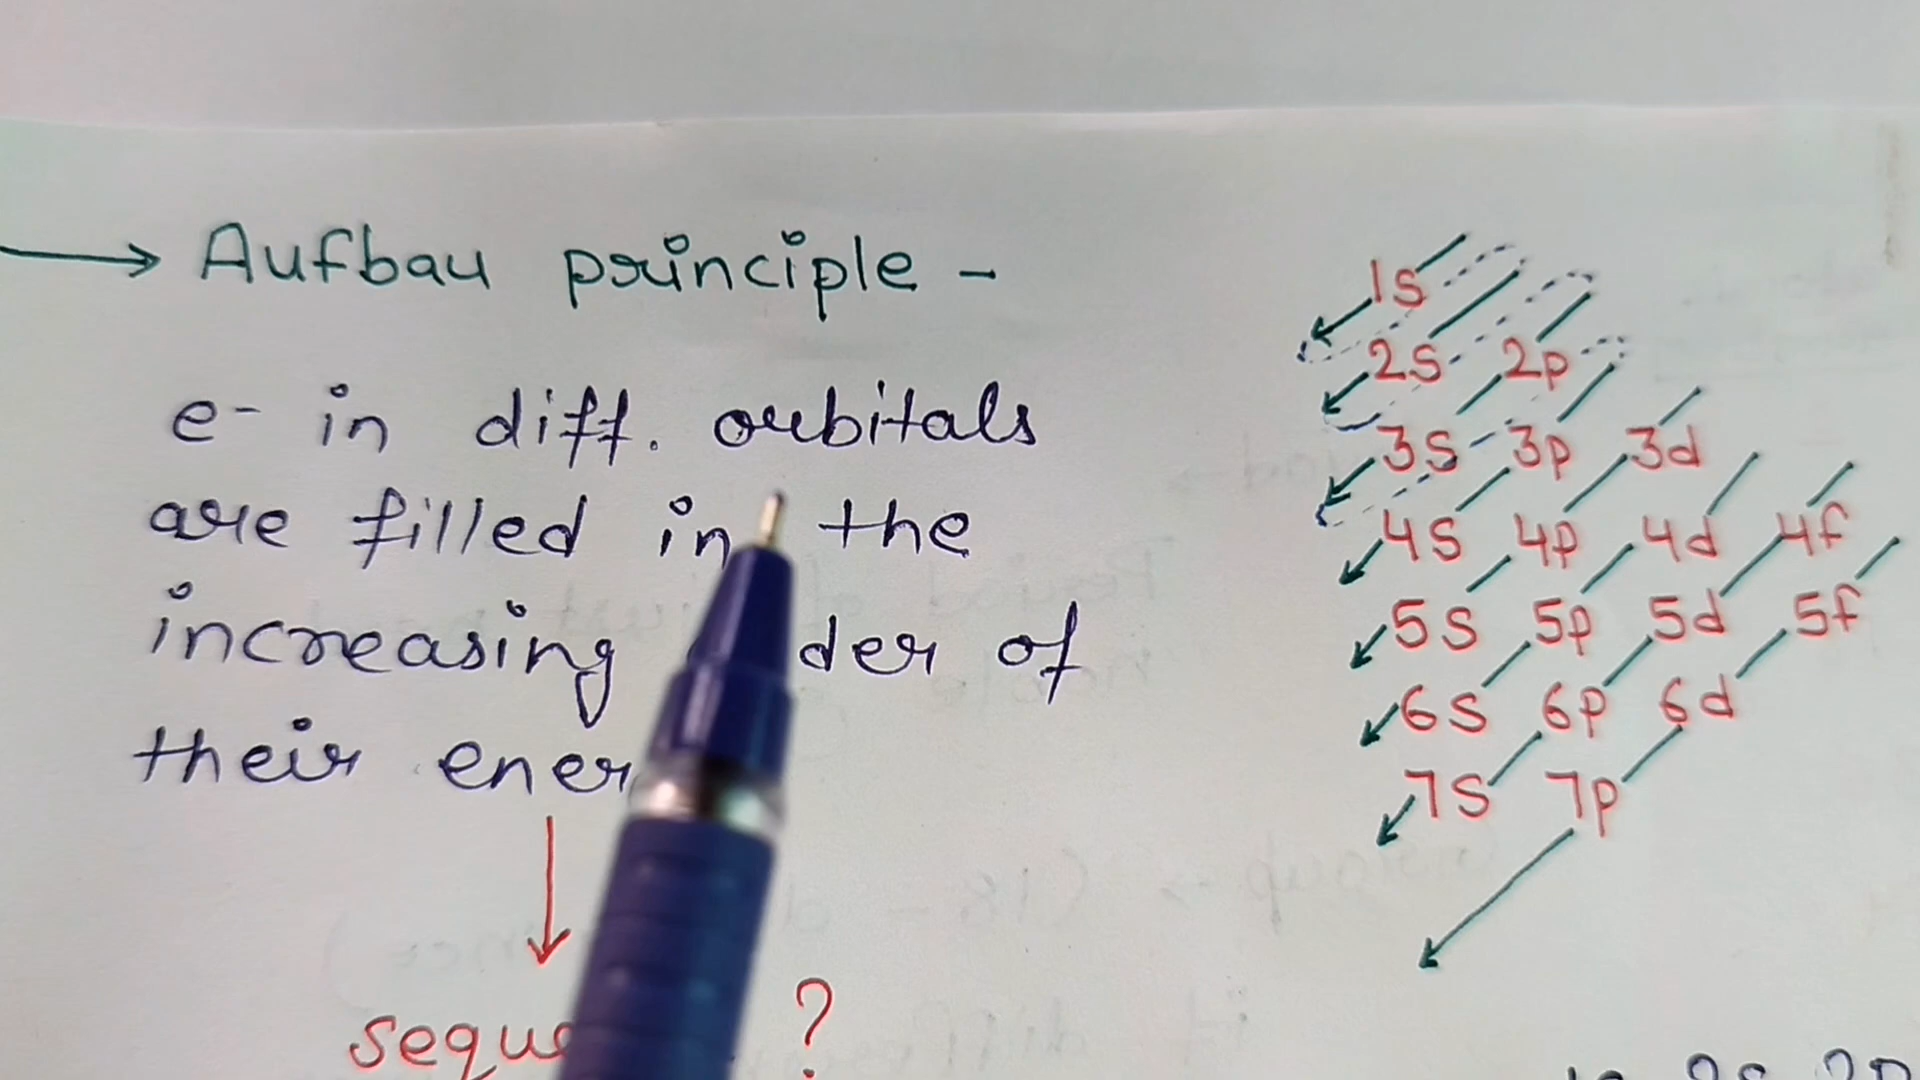 Aufbau principle -
e- in diff. orbitals
are filled in the
increasing der of
their ener
?
1s
2s 2p
3s 3p 3d
4s 4p 4d 4f
5s 5p 5d 5f
6s 6p 6d
7s 7p